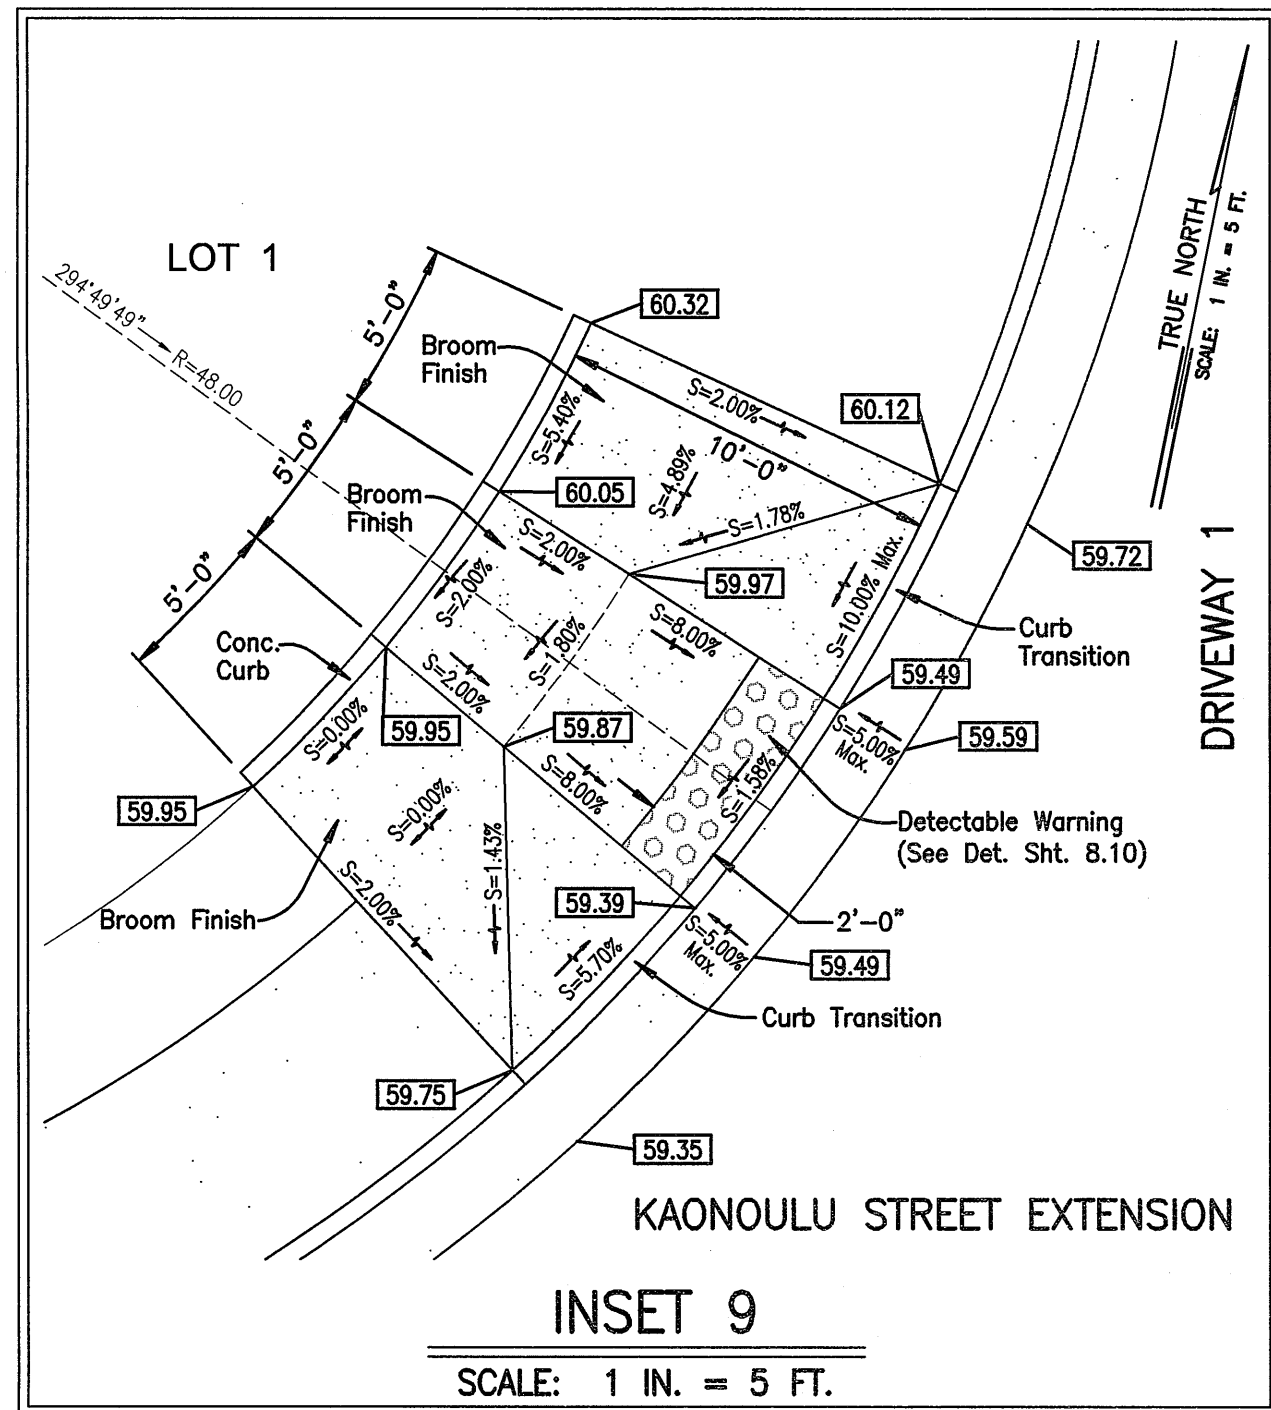 LOT 1
294°49'49"
R=48.00
5'-0"
5'-0"
5'-0"
TRUE NORTH
SCALE: 1 IN. = 5 FT.
60.32
Broom
Finish
S=2.00%
60.12
S=5.40%
10'-0"
S=4.89%
60.05
Broom
Finish
S=1.78%
S=2.00%
59.72
59.97
S=2.00%
S=10.00% Max.
S=1.80%
S=8.00%
Curb
Transition
Conc.
Curb
S=2.00%
59.49
DRIVEWAY 1
S=0.00%
59.95
59.87
S=5.00%
Max.
59.59
S=8.00%
S=1.58%
59.95
S=0.00%
Detectable Warning
(See Det. Sht. 8.10)
S=1.43%
S=2.00%
59.39
Broom Finish
2'-0"
S=5.00%
Max.
S=5.70%
59.49
Curb Transition
59.75
59.35
KAONOULU STREET EXTENSION
INSET 9
SCALE: 1 IN. = 5 FT.